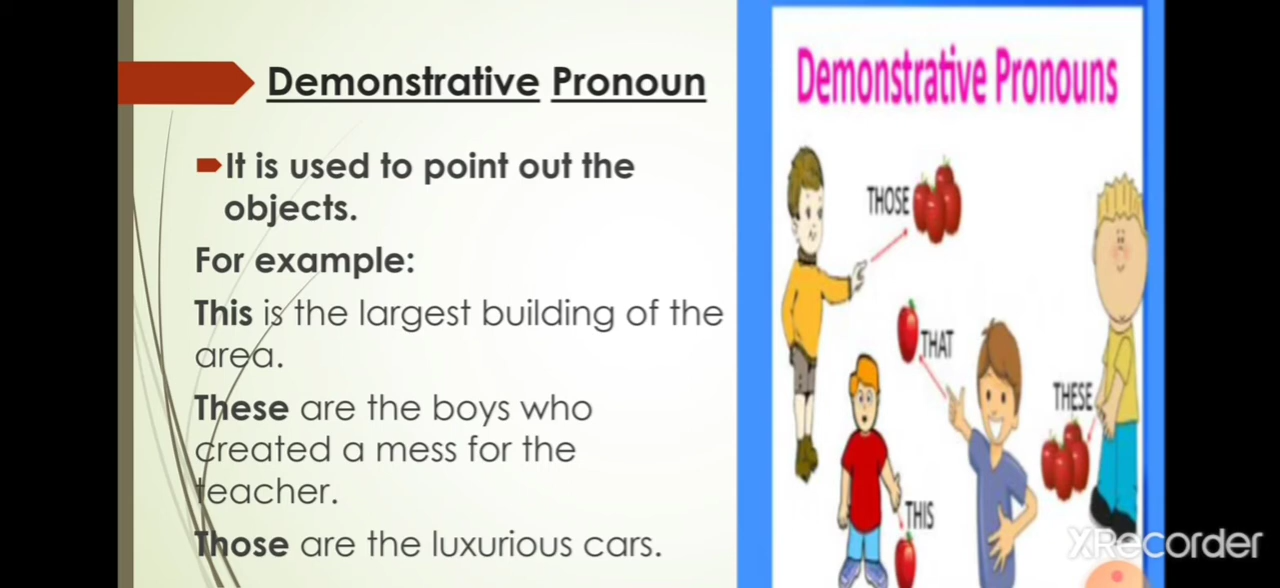 Demonstrative Pronoun
It is used to point out the
objects.
For example:
This is the largest building of the
area.
These are the boys who
created a mess for the
teacher.
Those are the luxurious cars.
Demonstrative Pronouns
THOSE
THAT
THESE
THIS
XRecorder